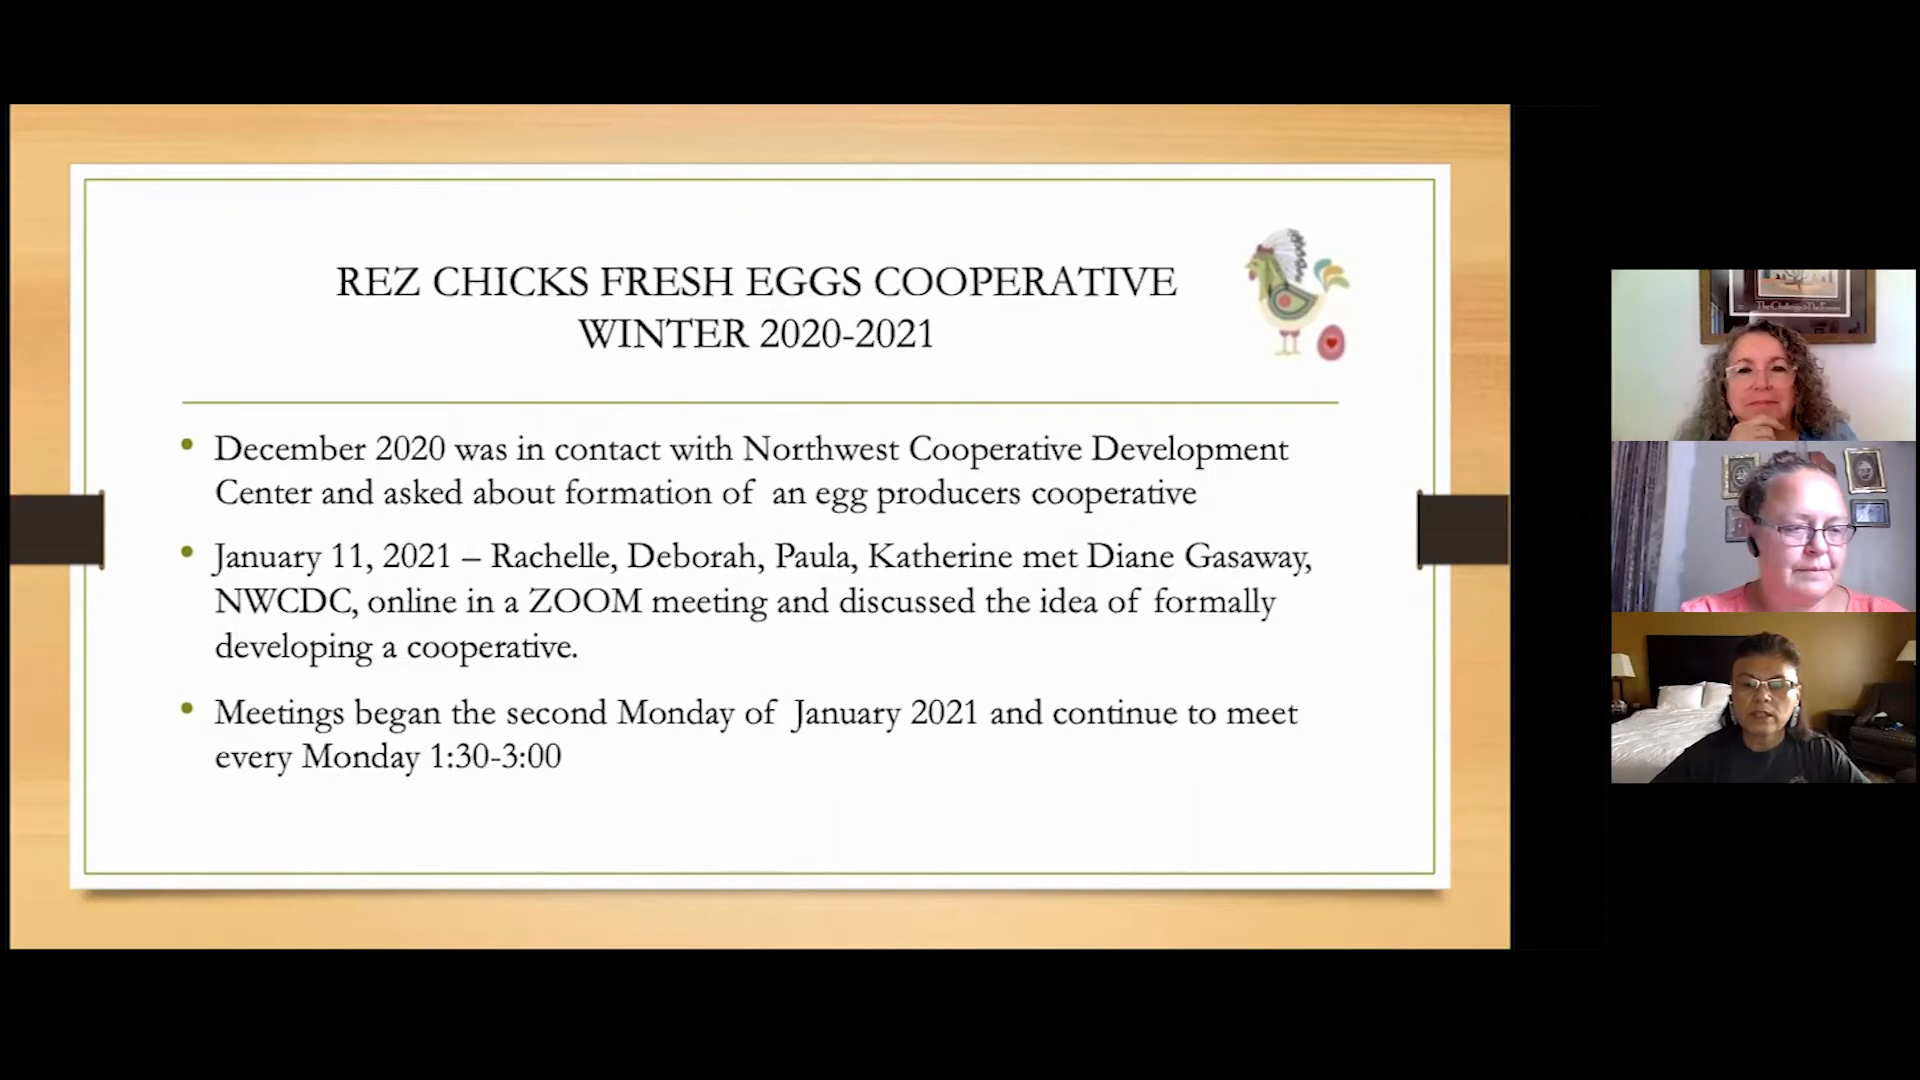 REZ CHICKS FRESH EGGS COOPERATIVE
WINTER 2020-2021
• December 2020 was in contact with Northwest Cooperative Development
Center and asked about formation of an egg producers cooperative
• January 11, 2021 – Rachelle, Deborah, Paula, Katherine met Diane Gasaway,
NWCDC, online in a ZOOM meeting and discussed the idea of formally
developing a cooperative.
• Meetings began the second Monday of January 2021 and continue to meet
every Monday 1:30-3:00